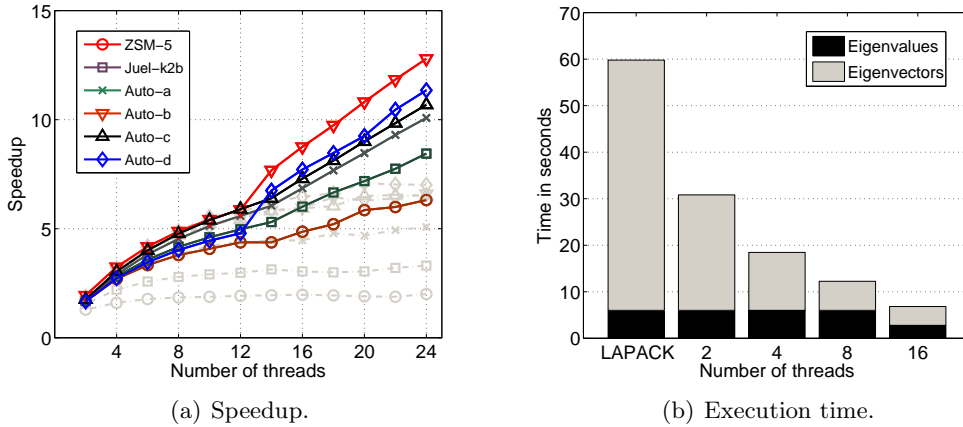 15
10
5
0
Speedup
4
8
12
16
20
24
Number of threads
ZSM-5
Juel-k2b
Auto-a
Auto-b
Auto-c
Auto-d
(a) Speedup.
70
60
50
40
30
20
10
0
Time in seconds
Eigenvalues
Eigenvectors
LAPACK
2
4
8
16
Number of threads
(b) Execution time.